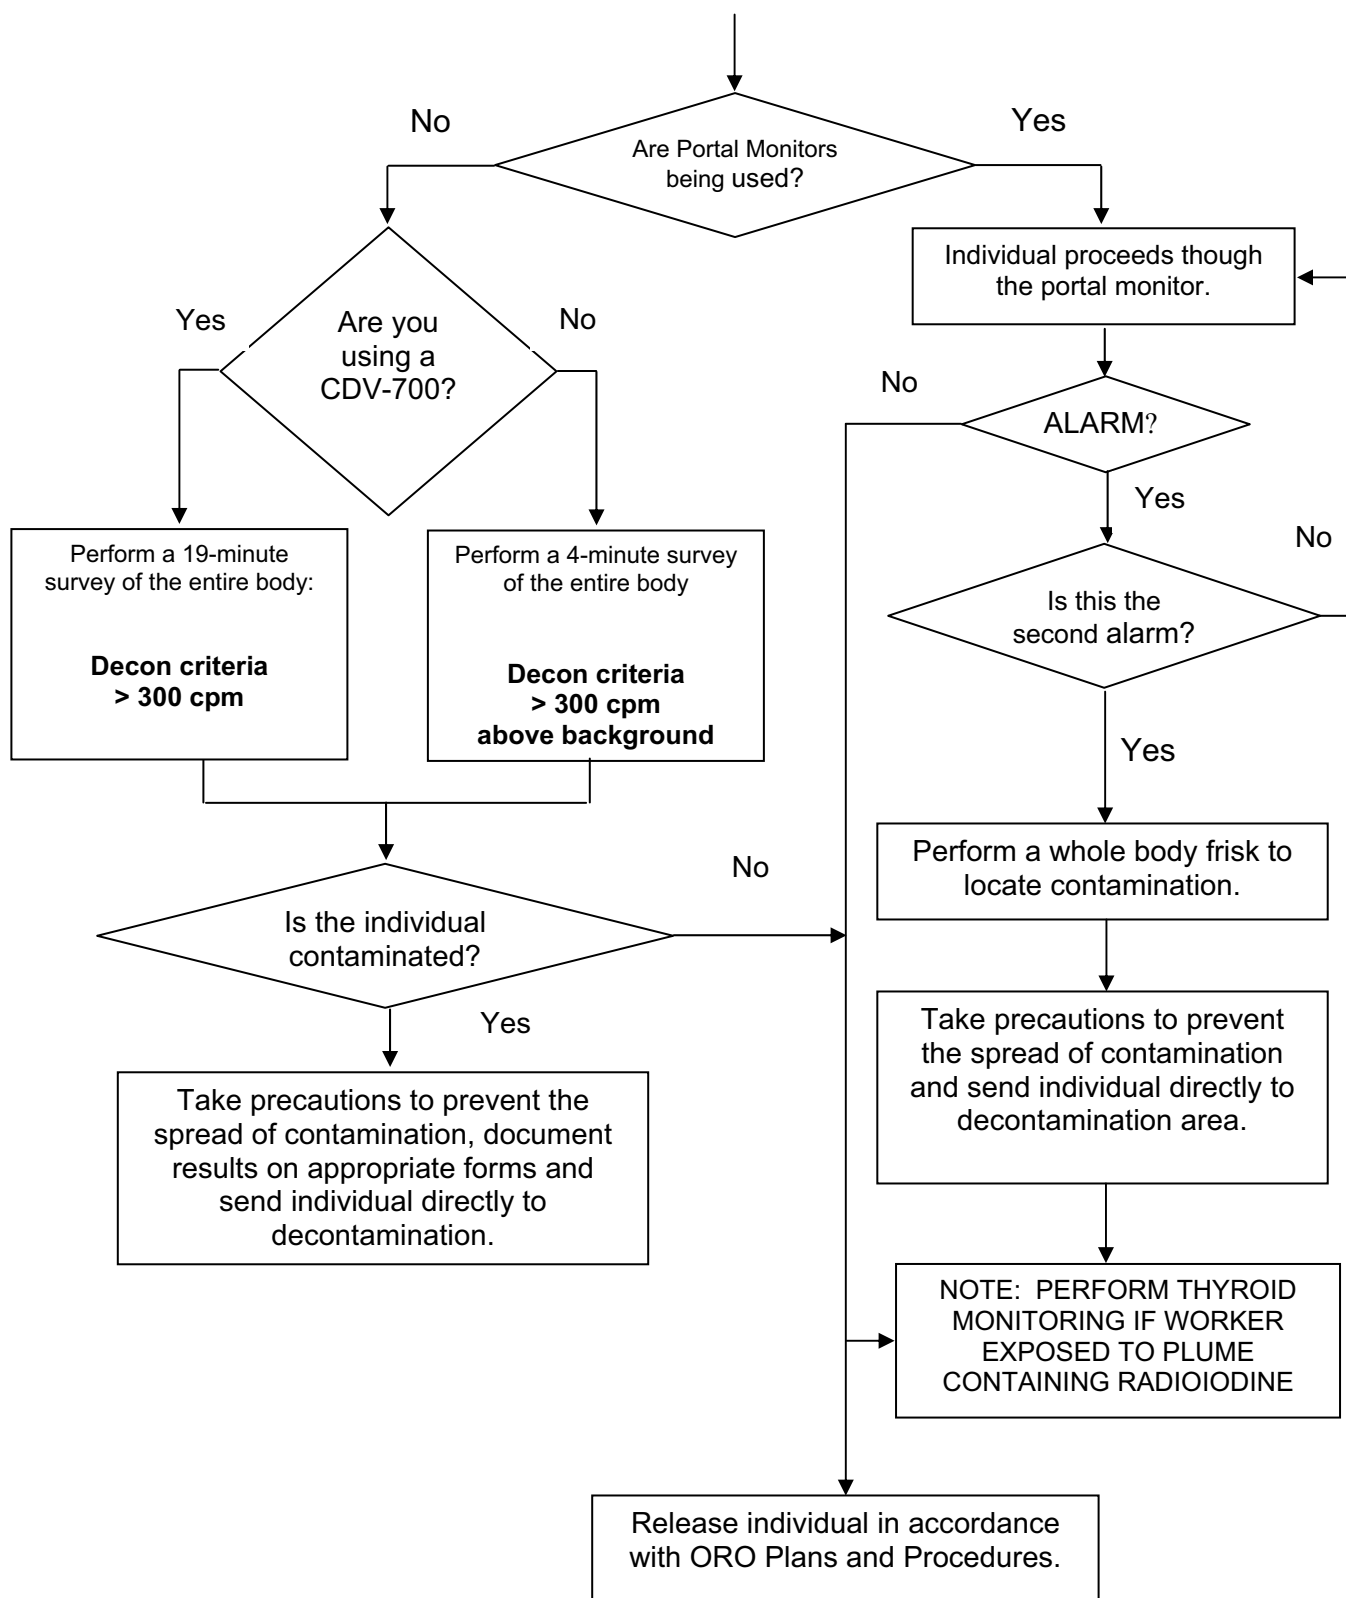 No
Yes
Are Portal Monitors
being used?
Individual proceeds though
the portal monitor.
Yes
No
Are you
using a
CDV-700?
No
ALARM?
Yes
No
Perform a 19-minute
survey of the entire body:
Decon criteria
> 300 cpm
Perform a 4-minute survey
of the entire body
Decon criteria
> 300 cpm
above background
Is this the
second alarm?
Yes
Perform a whole body frisk to
locate contamination.
No
Is the individual
contaminated?
Yes
Take precautions to prevent
the spread of contamination
and send individual directly to
decontamination area.
Take precautions to prevent the
spread of contamination, document
results on appropriate forms and
send individual directly to
decontamination.
NOTE: PERFORM THYROID
MONITORING IF WORKER
EXPOSED TO PLUME
CONTAINING RADIOIODINE
Release individual in accordance
with ORO Plans and Procedures.